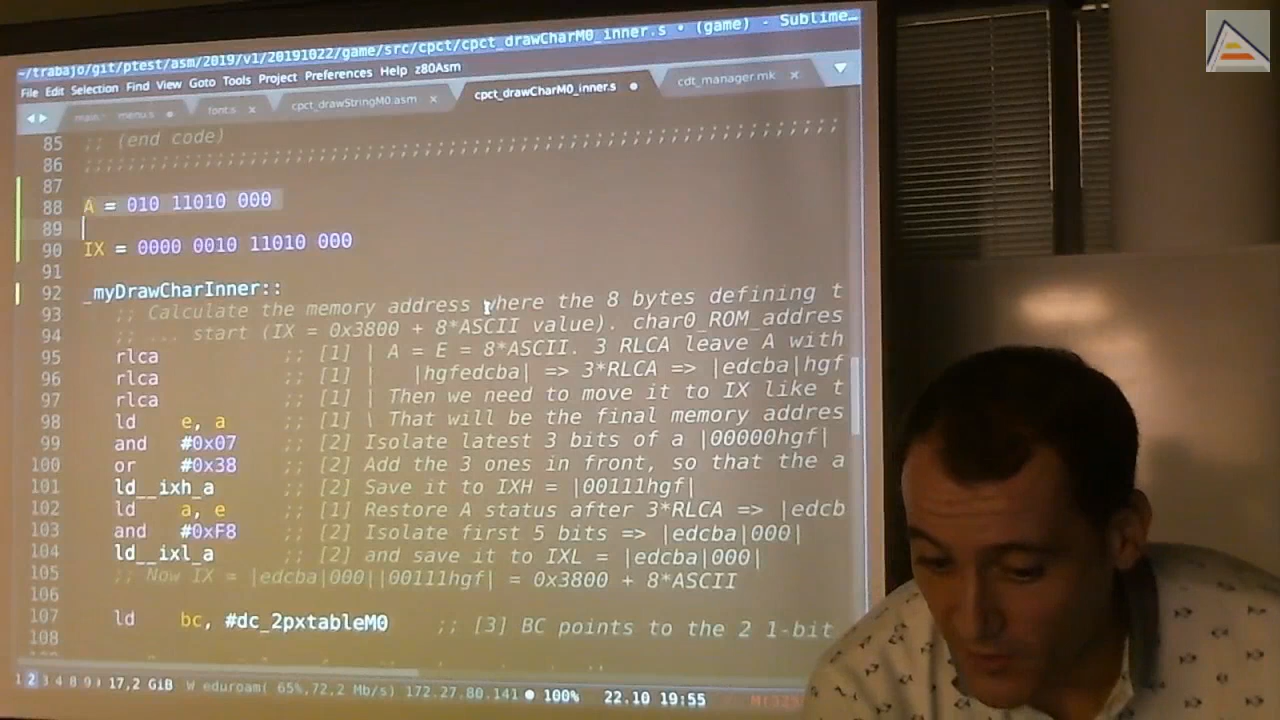 ~/trabajo/git/ptest/asm/2019/v1/20191022/game/src/cpct/cpct_drawCharM0_inner.s • (game) - Sublime…
File Edit Selection Find View Goto Tools Project Preferences Help z80Asm
menu.s font.s × cpct_drawStringM0.asm × cpct_drawCharM0_inner.s cdt_manager.mk ×
85 ;; (end code)
86 ;;;;;;;;;;;;;;;;;;;;;;;;;;;;;;;;;;;;;;;;;;;;;;;;;;;;;;;;;;;;;;;;;;;
87
88 A = 010 11010 000
89
90 IX = 0000 0010 11010 000
91
92 _myDrawCharInner::
93 ;; Calculate the memory address where the 8 bytes defining t
94 ;; ... start (IX = 0x3800 + 8*ASCII value). char0_ROM_addres
95 rlca ;; [1] | A = E = 8*ASCII. 3 RLCA leave A with
96 rlca ;; [1] | |hgfedcba| => 3*RLCA => |edcba|hgf
97 rlca ;; [1] | Then we need to move it to IX like t
98 ld e, a ;; [1] \ That will be the final memory addres
99 and #0x07 ;; [2] Isolate latest 3 bits of a |00000hgf|
100 or #0x38 ;; [2] Add the 3 ones in front, so that the a
101 ld__ixh_a ;; [2] Save it to IXH = |00111hgf|
102 ld a, e ;; [1] Restore A status after 3*RLCA => |edcb
103 and #0xF8 ;; [2] Isolate first 5 bits => |edcba|000|
104 ld__ixl_a ;; [2] and save it to IXL = |edcba|000|
105 ;; Now IX = |edcba|000||00111hgf| = 0x3800 + 8*ASCII
106
107 ld bc, #dc_2pxtableM0 ;; [3] BC points to the 2 1-bit
108
1 2 3 4 8 9 17,2 GiB W eduroam( 65%,72,2 Mb/s) 172.27.80.141 ● 100% 22.10 19:55